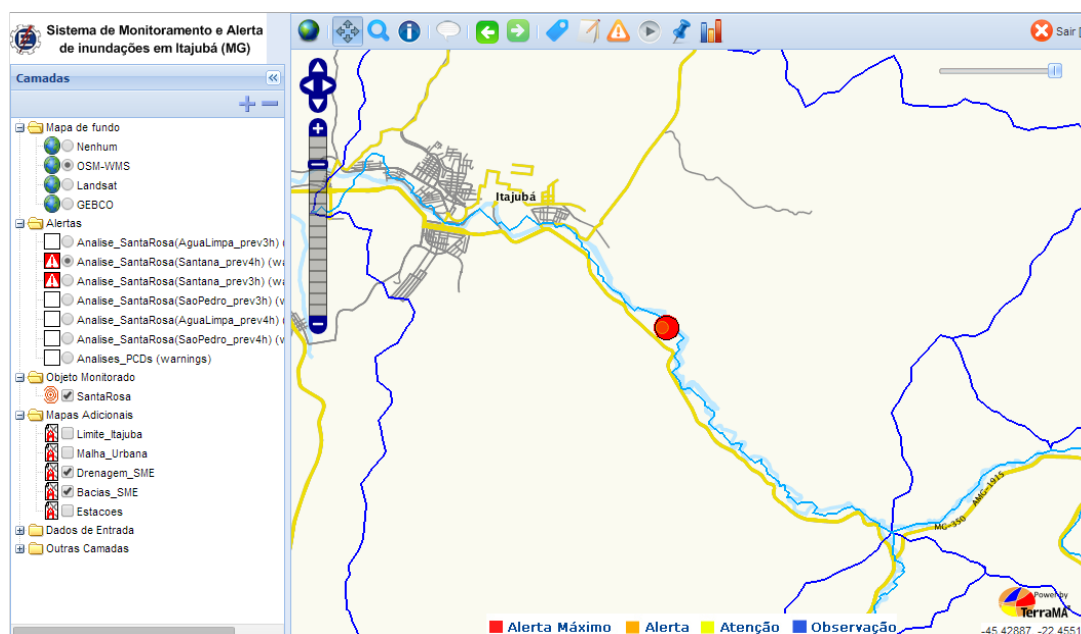 Sistema de Monitoramento e Alerta
de inundações em Itajubá (MG)
Sair [
Camadas
Mapa de fundo
Nenhum
OSM-WMS
Landsat
GEBCO
Alertas
Analise_SantaRosa(AguaLimpa_prev3h) (
Analise_SantaRosa(Santana_prev4h) (wa
Analise_SantaRosa(Santana_prev3h) (wa
Analise_SantaRosa(SaoPedro_prev3h) (w
Analise_SantaRosa(AguaLimpa_prev4h) (
Analise_SantaRosa(SaoPedro_prev4h) (w
Analises_PCDs (warnings)
Objeto Monitorado
SantaRosa
Mapas Adicionais
Limite_Itajuba
Malha_Urbana
Drenagem_SME
Bacias_SME
Estacoes
Dados de Entrada
Outras Camadas
Itajubá
AMG-1915
MG-350
Power by
TerraMA²
Alerta Máximo Alerta Atenção Observação
-45.42887, -22.4551